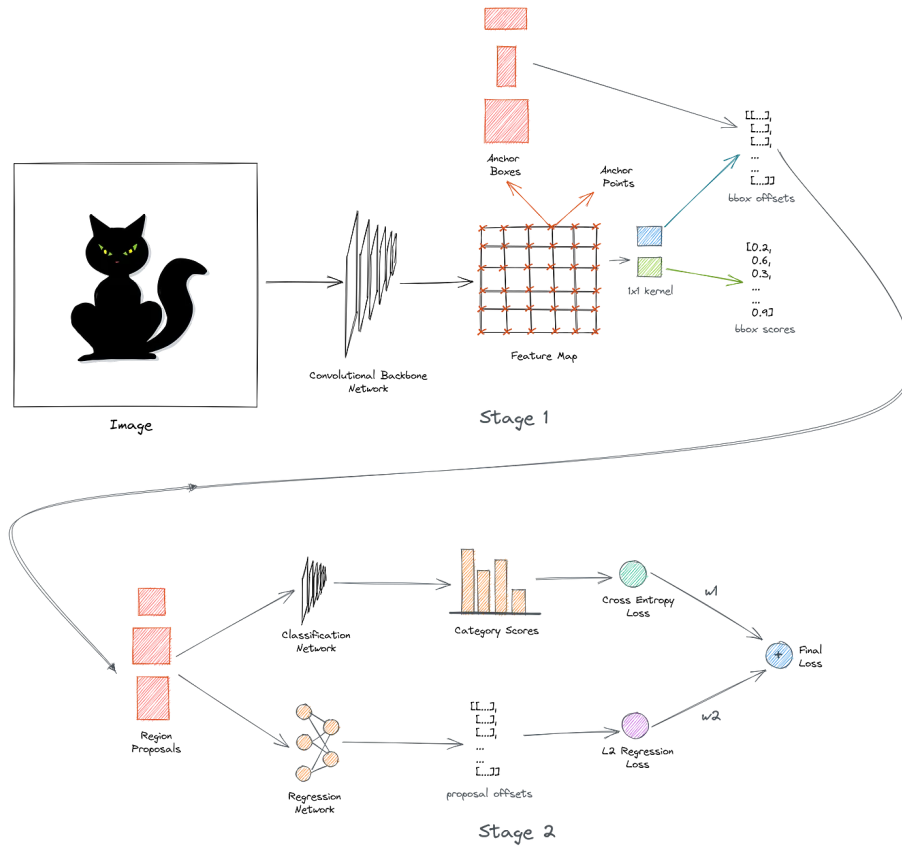 Anchor
Boxes
Anchor
Points
[[...],
[...],
[...],
...
...
[...]]
bbox offsets
[0.2,
0.6,
0.3,
...
...
0.9]
bbox scores
1x1 kernel
Feature Map
Convolutional Backbone
Network
Image
Stage 1
Region
Proposals
Classification
Network
Category Scores
Cross Entropy
Loss
w1
+
Final
Loss
w2
Regression
Network
[[...],
[...],
[...],
...
...
[...]]
proposal offsets
L2 Regression
Loss
Stage 2